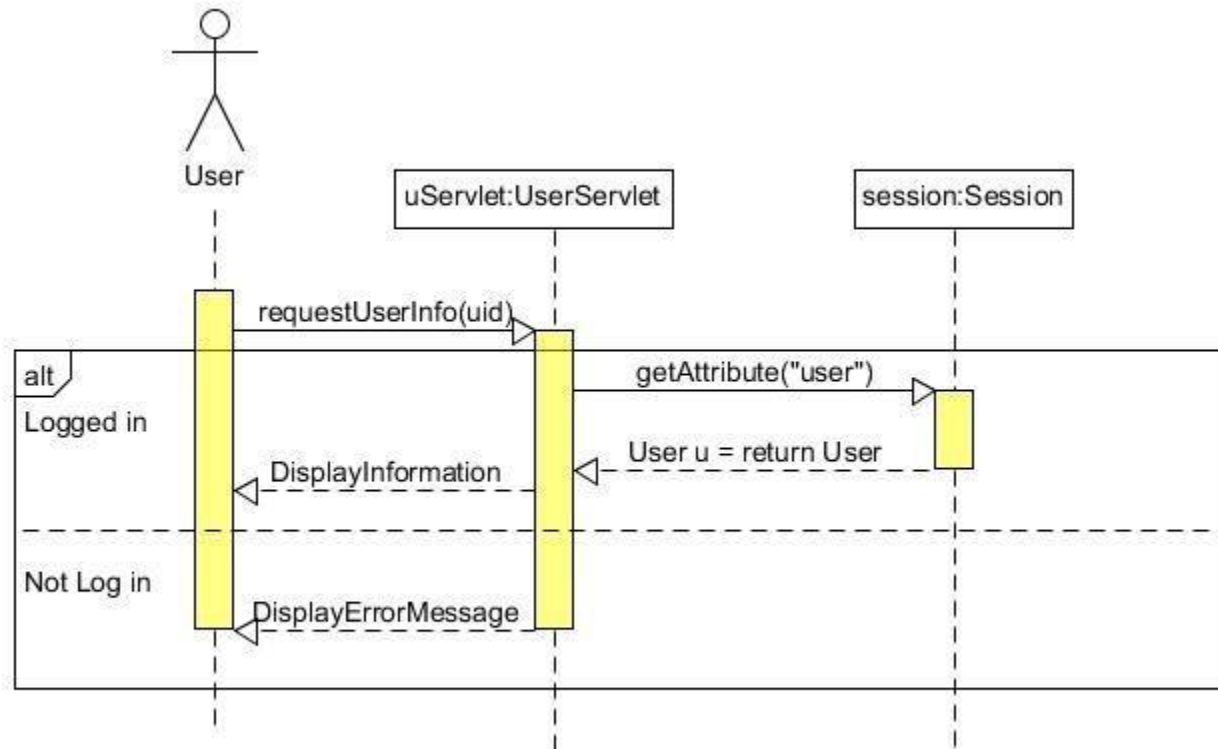 User
uServlet:UserServlet
session:Session
requestUserInfo(uid)
alt
getAttribute("user")
Logged in
User u = return User
DisplayInformation
Not Log in
DisplayErrorMessage